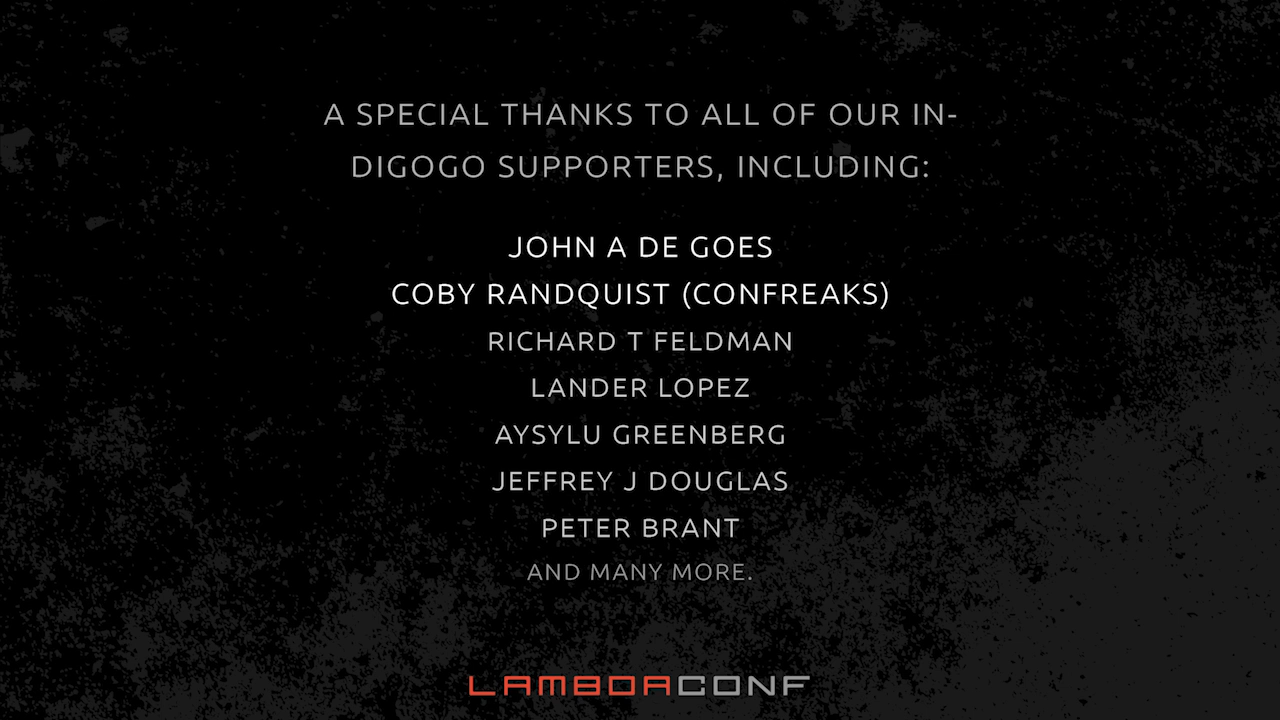 A SPECIAL THANKS TO ALL OF OUR IN-
DIGOGO SUPPORTERS, INCLUDING:
JOHN A DE GOES
COBY RANDQUIST (CONFREAKS)
RICHARD T FELDMAN
LANDER LOPEZ
AYSYLU GREENBERG
JEFFREY J DOUGLAS
PETER BRANT
AND MANY MORE.
LAMBDACONF